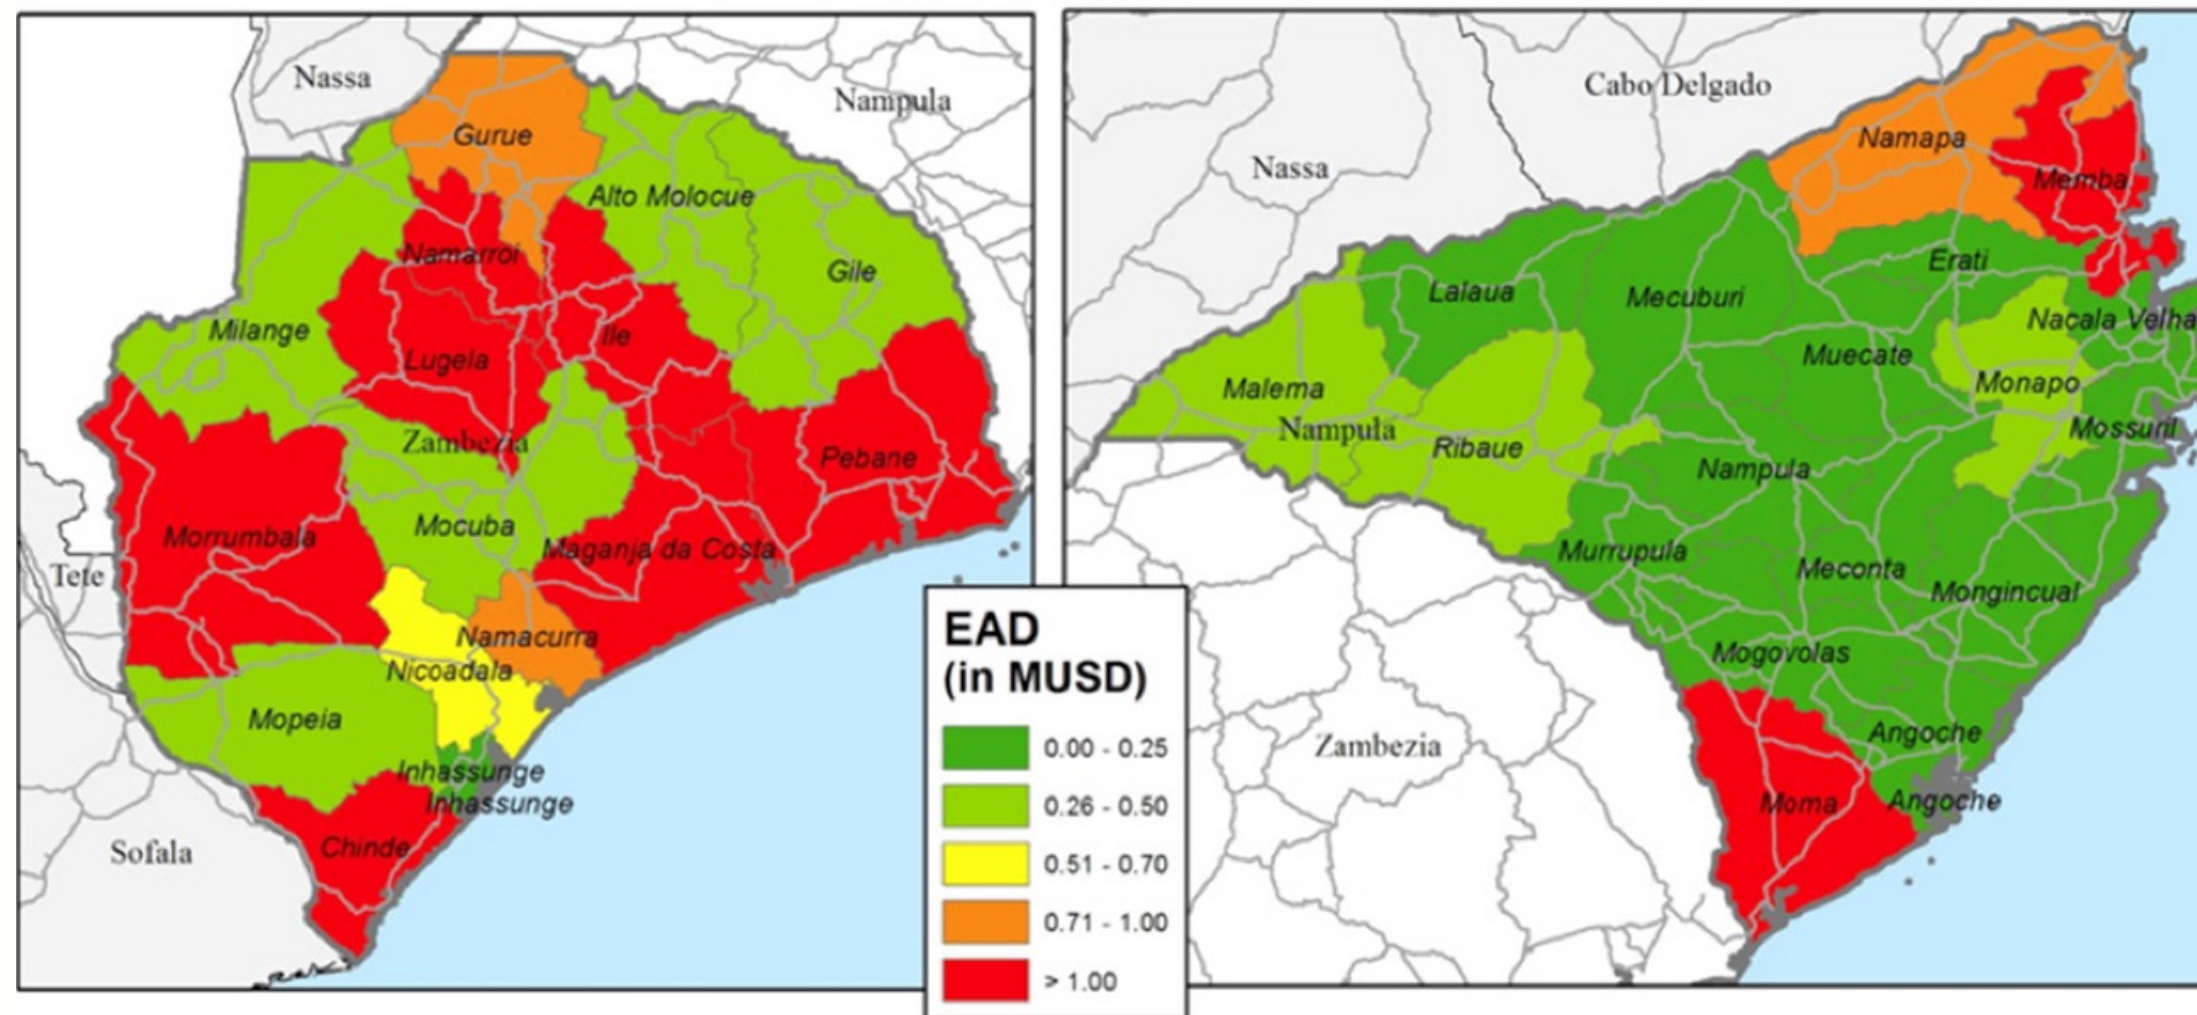 Nassa
Nampula
Gurue
Alto Molocue
Namarroi
Gile
Milange
Ile
Lugela
Zambezia
Pebane
Mocuba
Morrumbala
Maganja da Costa
Tete
Namacurra
Nicoadala
Mopeia
Inhassunge
Inhassunge
Chinde
Sofala
EAD
(in MUSD)
0.00 - 0.25
0.26 - 0.50
0.51 - 0.70
0.71 - 1.00
> 1.00
Cabo Delgado
Namapa
Nassa
Memba
Erati
Lalaua
Mecuburi
Nacala Velha
Muecate
Malema
Monapo
Nampula
Mossuril
Ribaue
Nampula
Murrupula
Meconta
Mongincual
Mogovolas
Angoche
Zambezia
Moma
Angoche